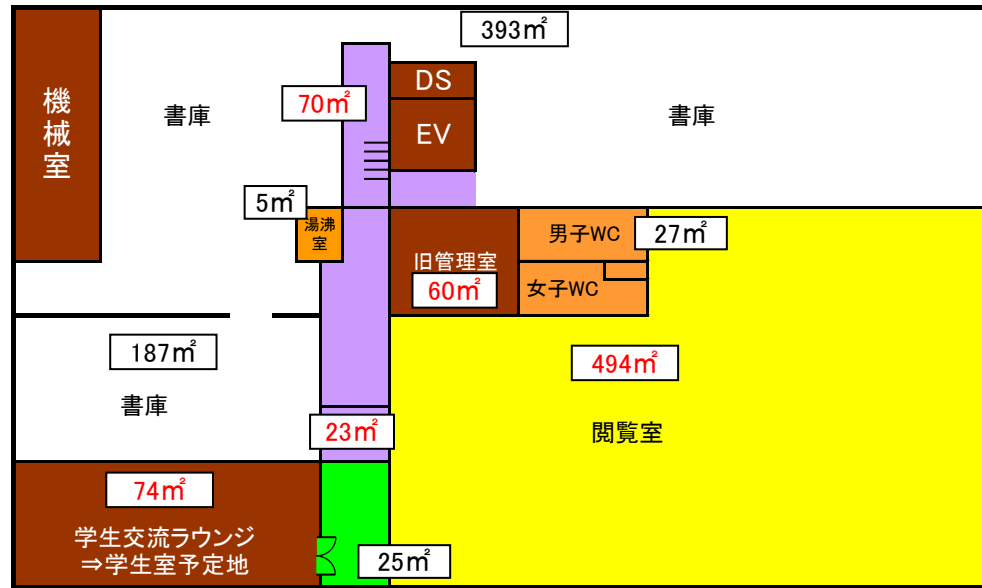 393㎡
機械室
書庫
70㎡
DS
EV
書庫
5㎡
湯沸
室
旧管理室
60㎡
男子WC
27㎡
女子WC
187㎡
書庫
494㎡
閲覧室
23㎡
74㎡
学生交流ラウンジ
⇒学生室予定地
25㎡